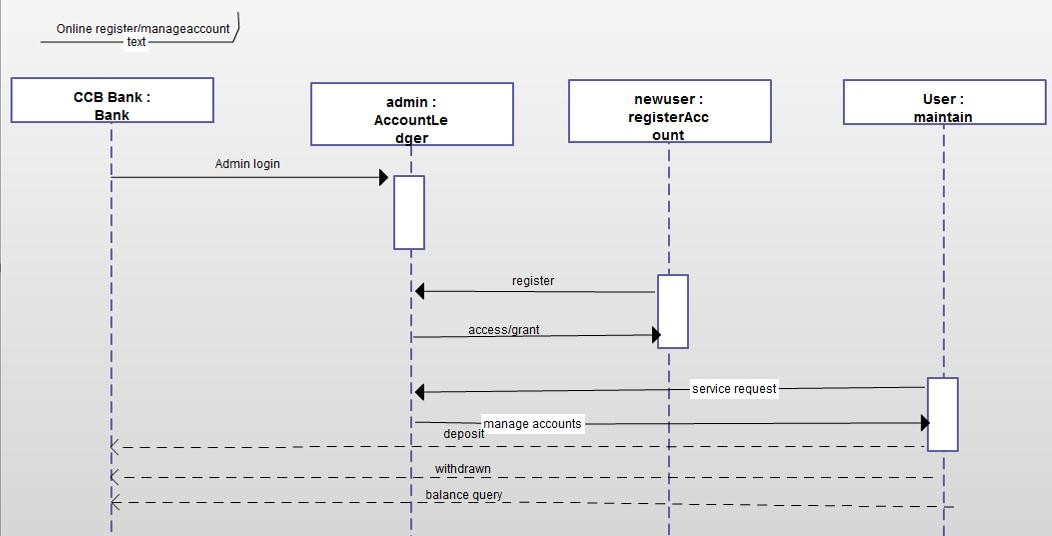 Online register/manageaccount
text
CCB Bank :
Bank
admin :
AccountLe
dger
newuser :
registerAcc
ount
User :
maintain
Admin login
register
access/grant
service request
manage accounts
deposit
withdrawn
balance query